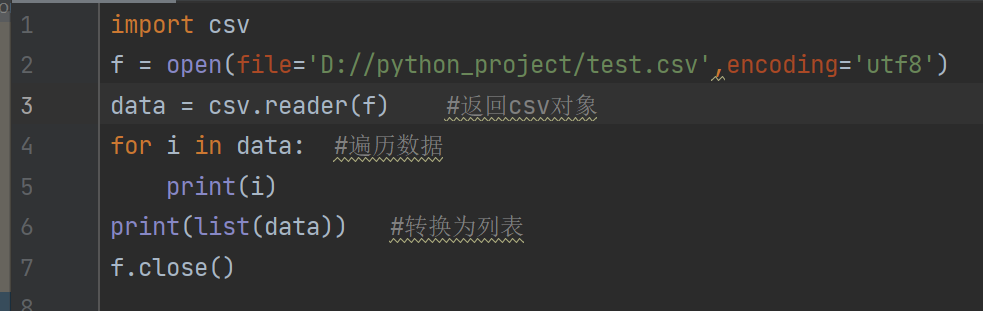 1 import csv
2 f = open(file='D://python_project/test.csv',encoding='utf8')
3 data = csv.reader(f) #返回csv对象
4 for i in data: #遍历数据
5 print(i)
6 print(list(data)) #转换为列表
7 f.close()
8